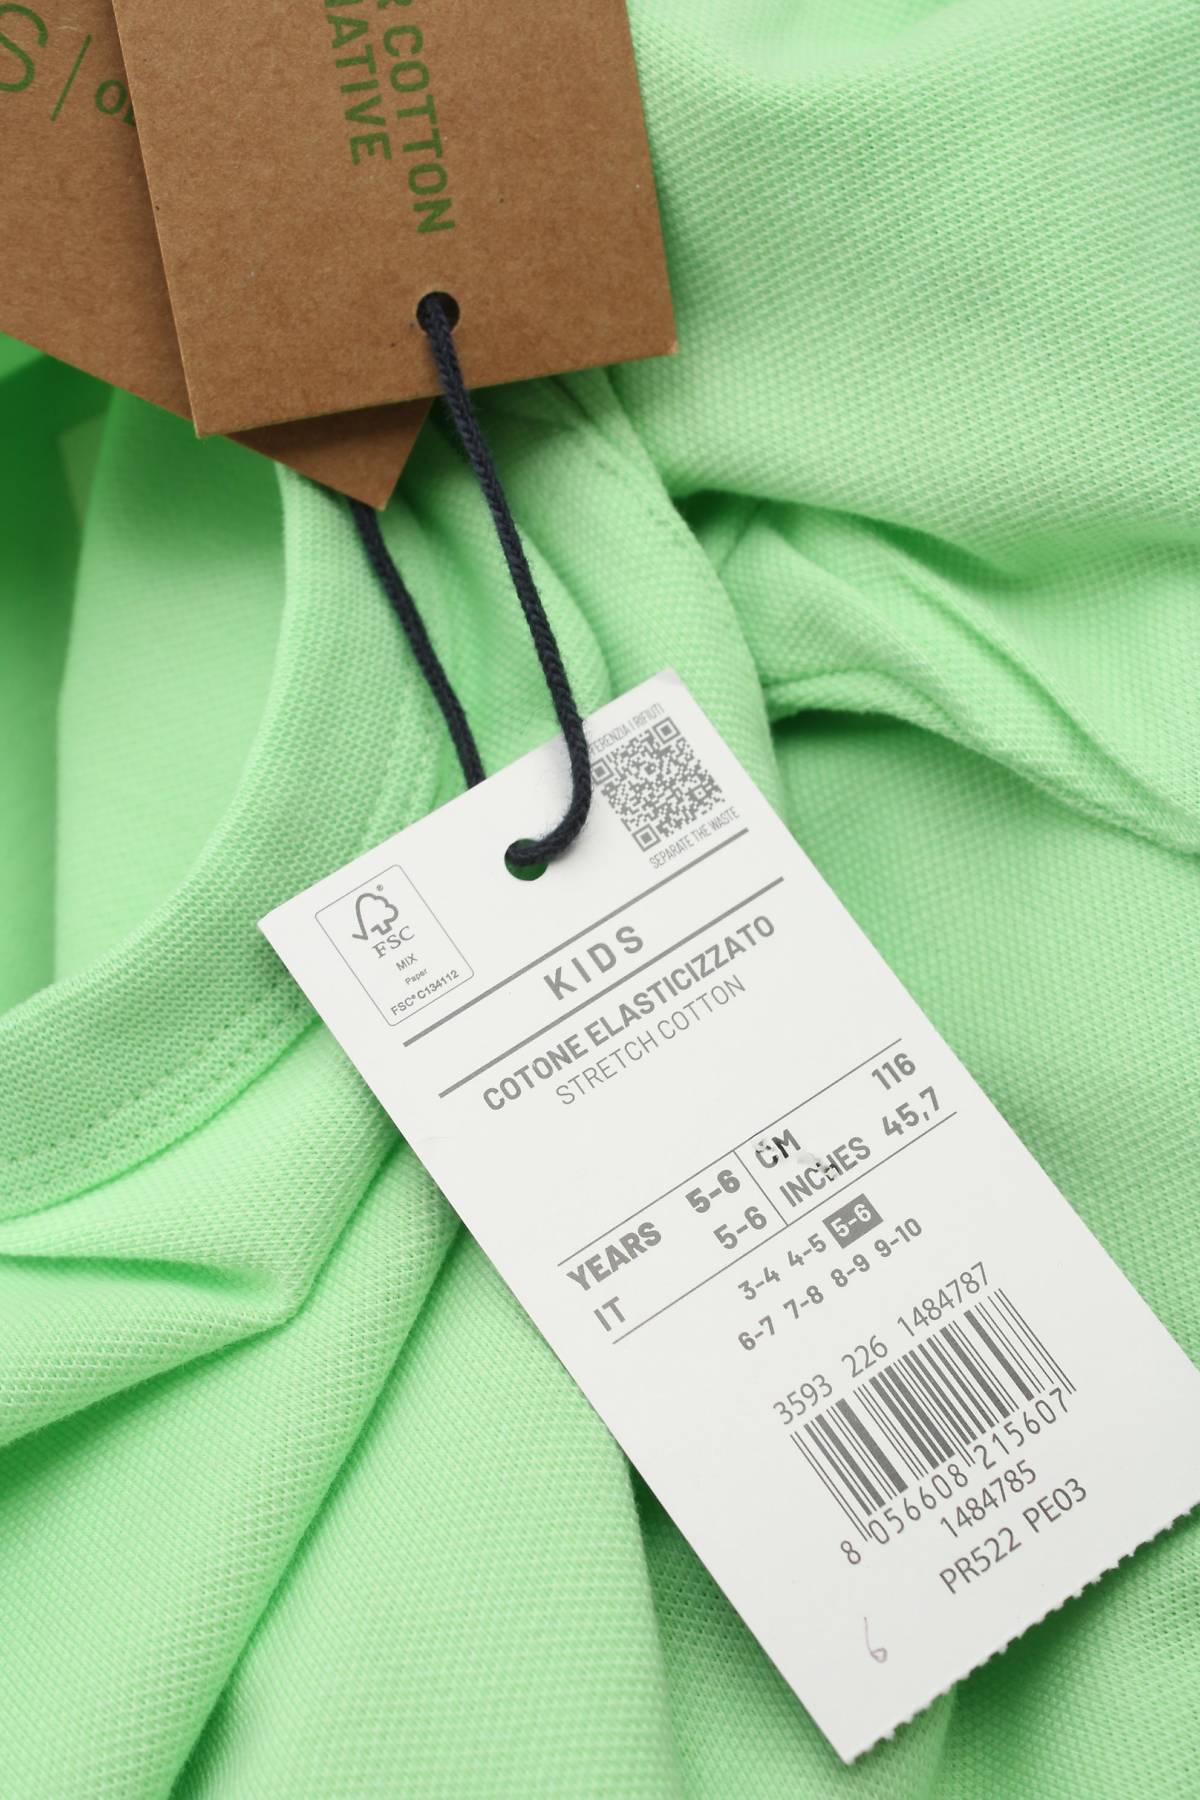 COTTON
S/
KIDS
COTONE ELASTICIZZATO
STRETCH COTTON
SEPARATE THE WASTE
I RIFIUTI
FSC®
MIX
Paper
FSC® C134112
YEARS 5-6 CM 116
IT 5-6 INCHES 45,7
3-4 4-5 5-6
6-7 7-8 8-9 9-10
3593 226 1484787
8 056608 215607
1484785
PR522 PE03
6